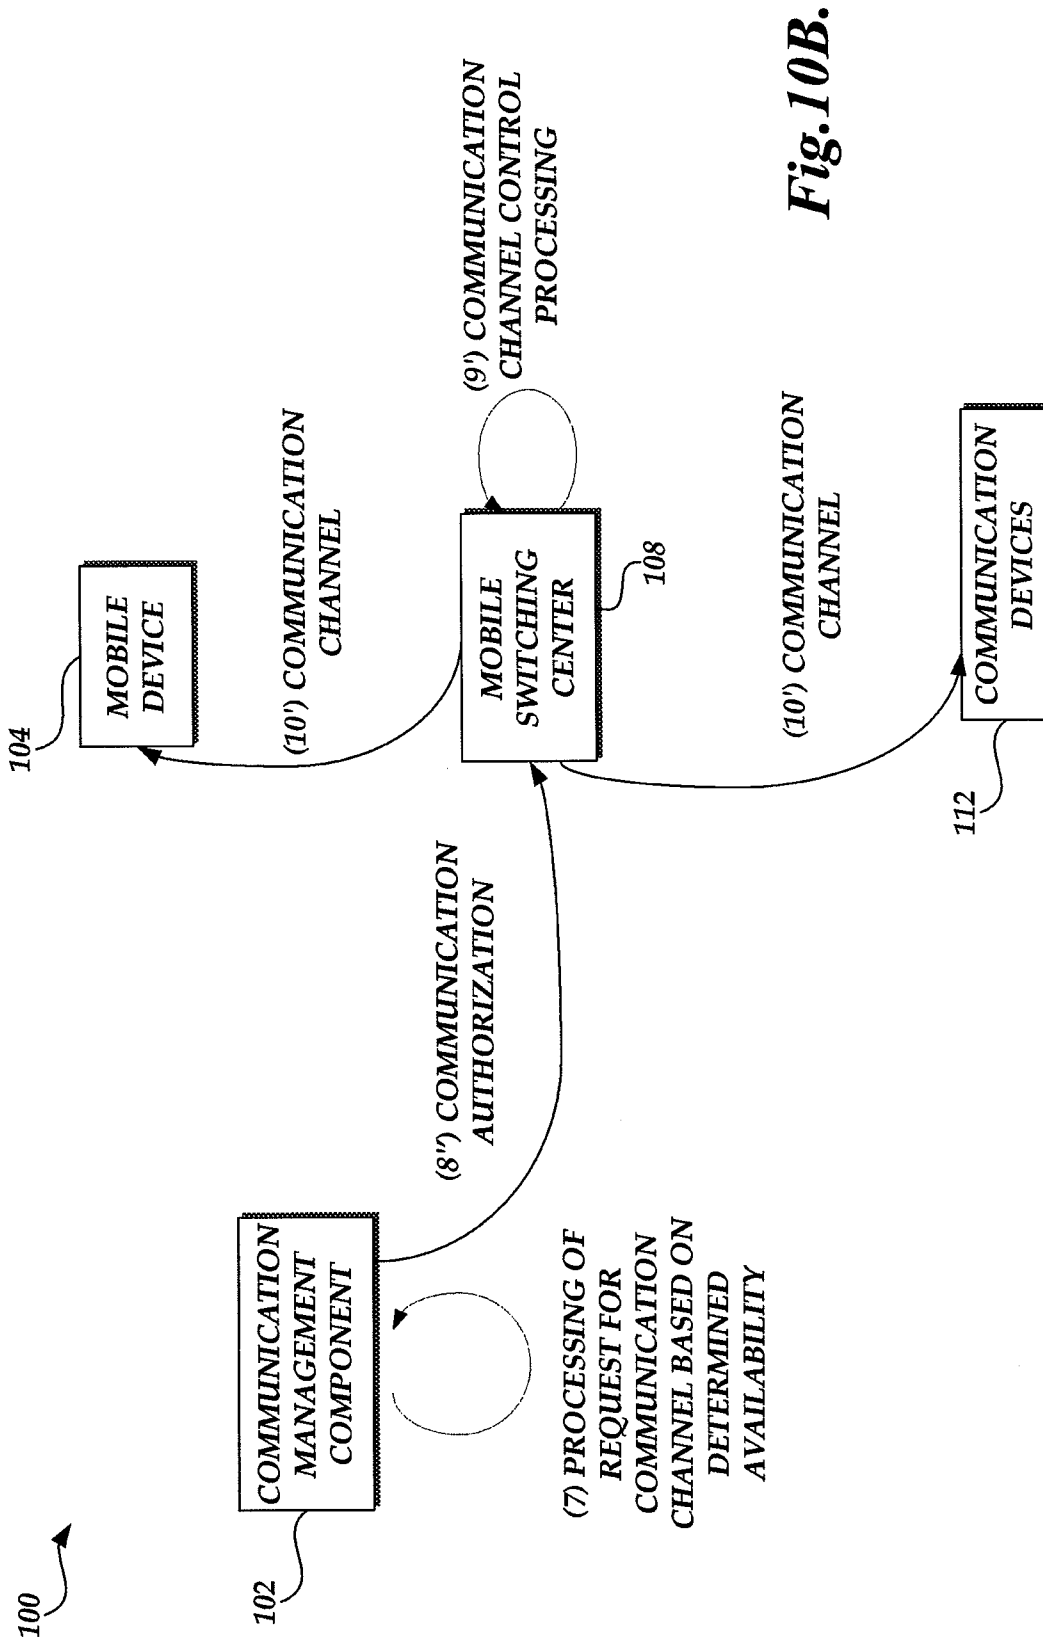 100
102
COMMUNICATION
MANAGEMENT
COMPONENT
(7) PROCESSING OF
REQUEST FOR
COMMUNICATION
CHANNEL BASED ON
DETERMINED
AVAILABILITY
(8") COMMUNICATION
AUTHORIZATION
104
MOBILE
DEVICE
(10') COMMUNICATION
CHANNEL
MOBILE
SWITCHING
CENTER
108
(9') COMMUNICATION
CHANNEL CONTROL
PROCESSING
(10') COMMUNICATION
CHANNEL
112
COMMUNICATION
DEVICES
Fig.10B.